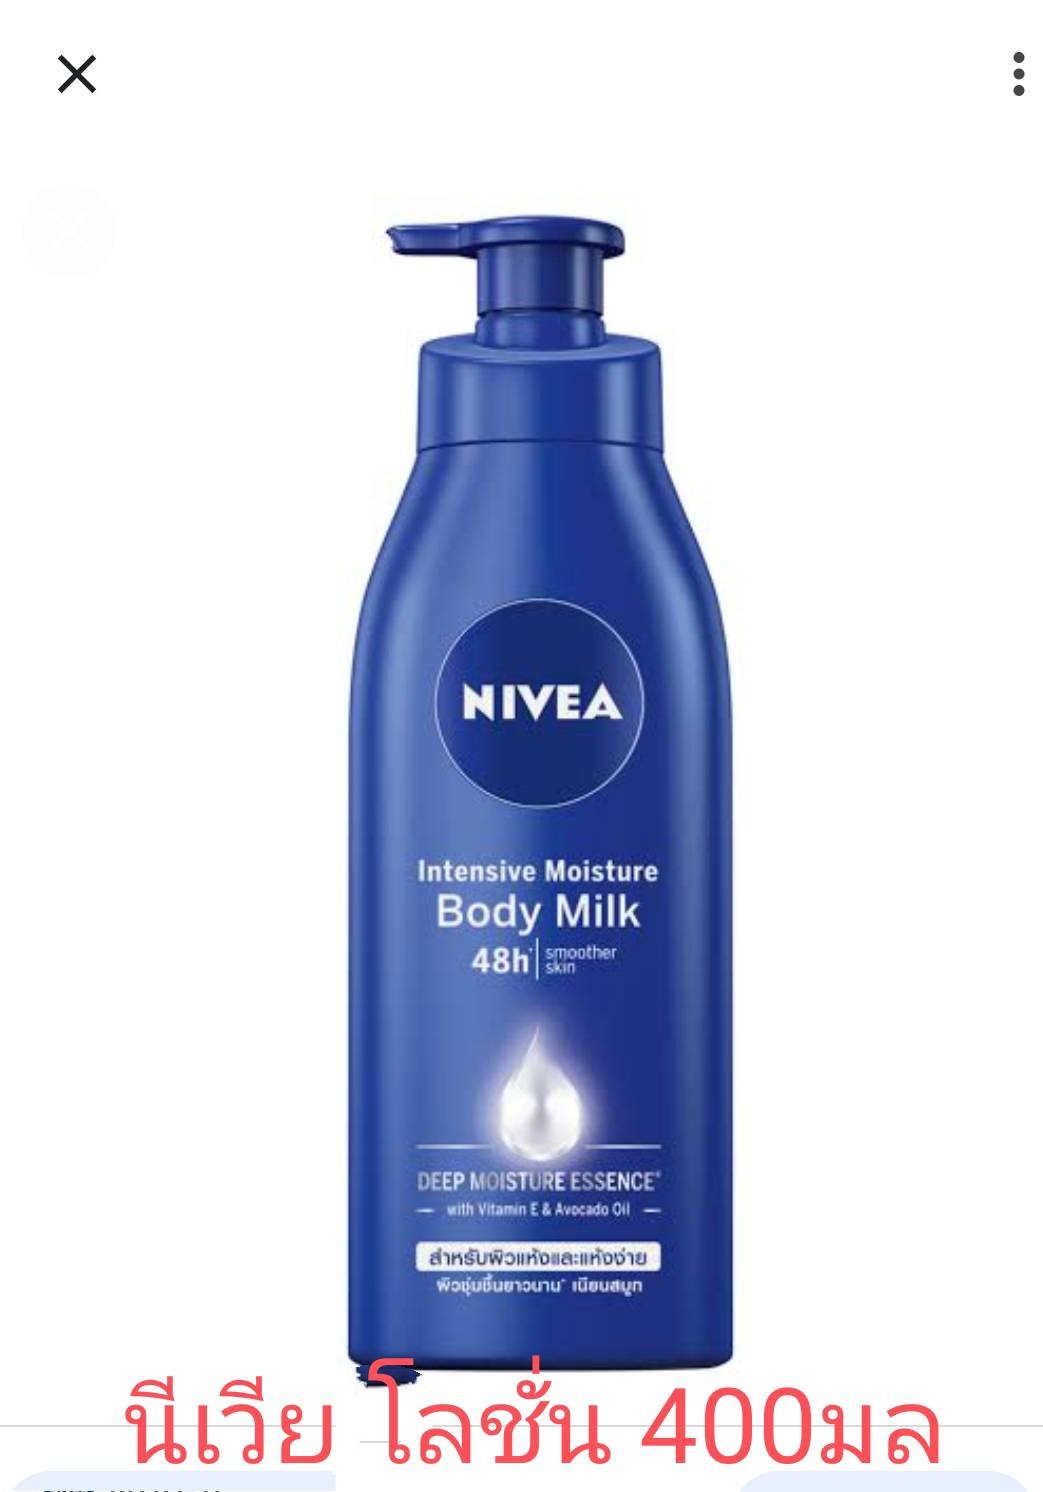 NIVEA
Intensive Moisture
Body Milk
48h* smoother
skin
DEEP MOISTURE ESSENCE®
with Vitamin E & Avocado Oil
สำหรับผิวแห้งและแห้งง่าย
ผิวชุ่มชื้นยาวนาน* เนียนสมูท
นีเวีย โลชั่น 400มล